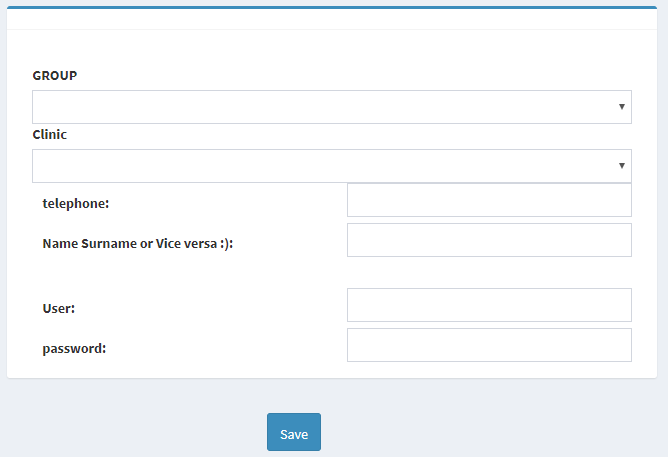 GROUP
Clinic
telephone:
Name Surname or Vice versa :):
User:
password:
Save